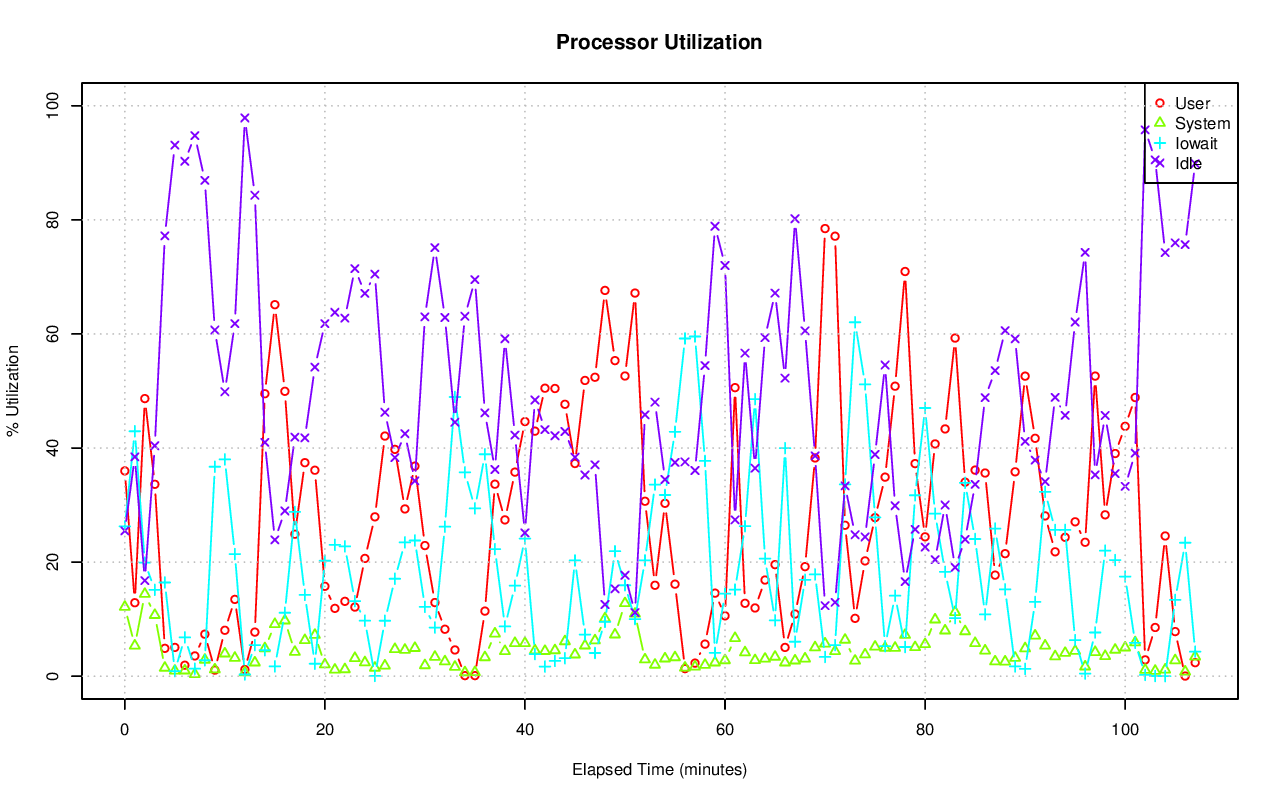 Processor Utilization
% Utilization
100
80
60
40
20
0
User
System
Iowait
Idle
0 20 40 60 80 100
Elapsed Time (minutes)